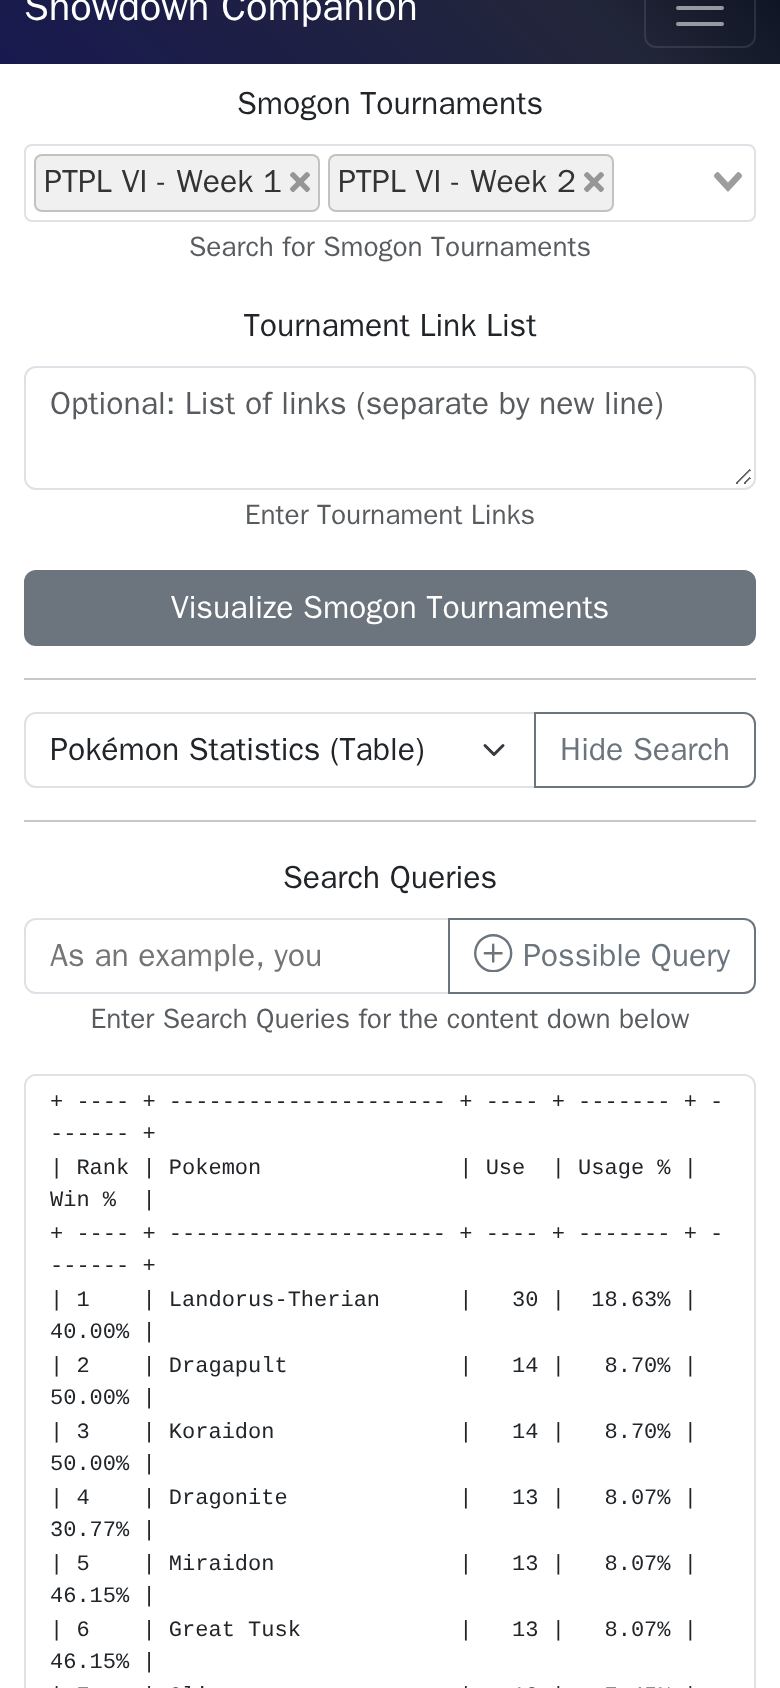 Showdown Companion
Smogon Tournaments
PTPL VI - Week 1 PTPL VI - Week 2
Search for Smogon Tournaments
Tournament Link List
Optional: List of links (separate by new line)
Enter Tournament Links
Visualize Smogon Tournaments
Pokémon Statistics (Table) Hide Search
Search Queries
As an example, you Possible Query
Enter Search Queries for the content down below
+ ---- + --------------------- + ---- + ------- + -
------ +
| Rank | Pokemon               | Use  | Usage % |
Win %  |
+ ---- + --------------------- + ---- + ------- + -
------ +
| 1    | Landorus-Therian      |   30 |  18.63% |
40.00% |
| 2    | Dragapult             |   14 |   8.70% |
50.00% |
| 3    | Koraidon              |   14 |   8.70% |
50.00% |
| 4    | Dragonite             |   13 |   8.07% |
30.77% |
| 5    | Miraidon              |   13 |   8.07% |
46.15% |
| 6    | Great Tusk            |   13 |   8.07% |
46.15% |